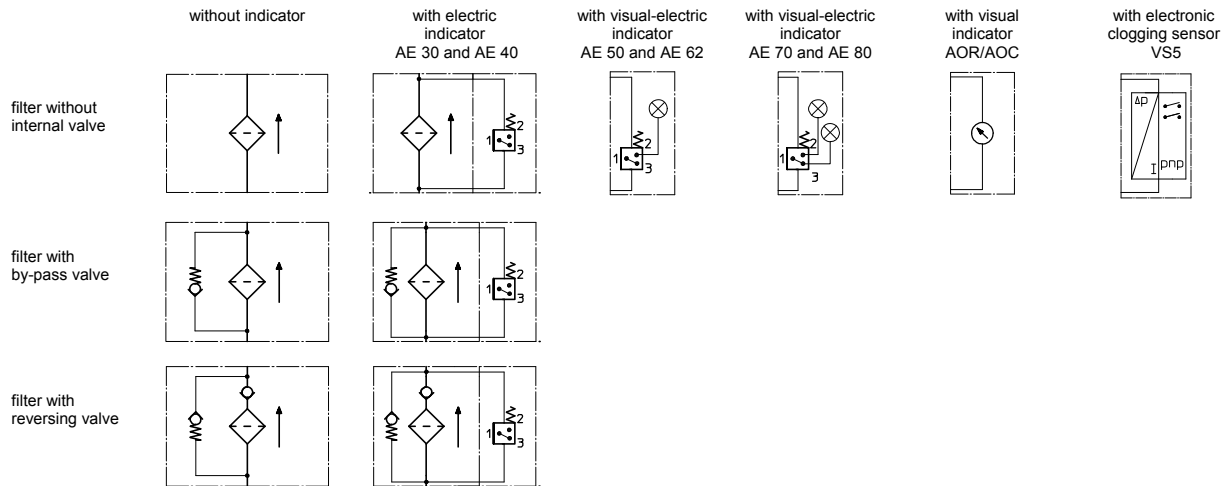 without indicator
with electric
indicator
AE 30 and AE 40
with visual-electric
indicator
AE 50 and AE 62
with visual-electric
indicator
AE 70 and AE 80
with visual
indicator
AOR/AOC
with electronic
clogging sensor
VS5
filter without
internal valve
1
2
3
1
2
3
1
2
3
Δp
I
pnp
filter with
by-pass valve
1
2
3
filter with
reversing valve
1
2
3